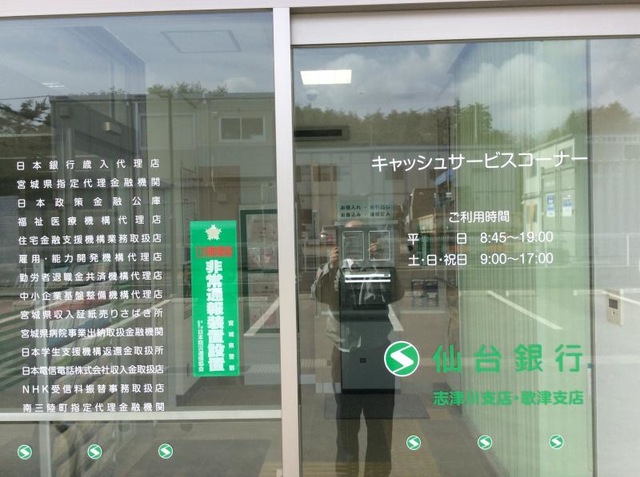 日本銀行歳入代理店
宮城県指定代理金融機関
日本政策金融公庫
福祉医療機構代理店
住宅金融支援機構業務取扱店
雇用・能力開発機構代理店
勤労者退職金共済機構代理店
中小企業基盤整備機構代理店
宮城県収入証紙売りさばき所
宮城県病院事業出納取扱金融機関
日本学生支援機構返還金取扱所
日本電信電話株式会社収入金取扱店
NHK受信料振替事務取扱店
南三陸町指定代理金融機関
非常通報装置設置
宮城県警察
キャッシュサービスコーナー
ご利用時間
平 日 8:45~19:00
土・日・祝日 9:00~17:00
仙台銀行
志津川支店・歌津支店